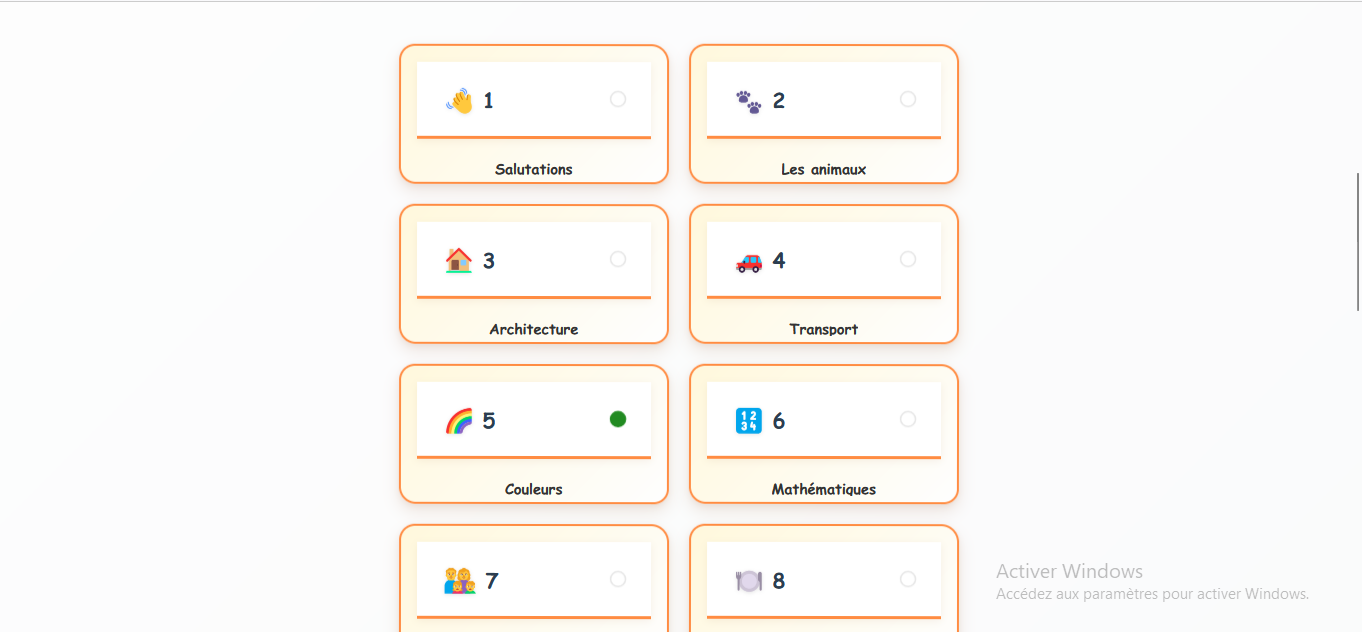 1
2
Salutations
Les animaux
3
4
Architecture
Transport
5
6
Couleurs
Mathématiques
7
8
Activer Windows
Accédez aux paramètres pour activer Windows.